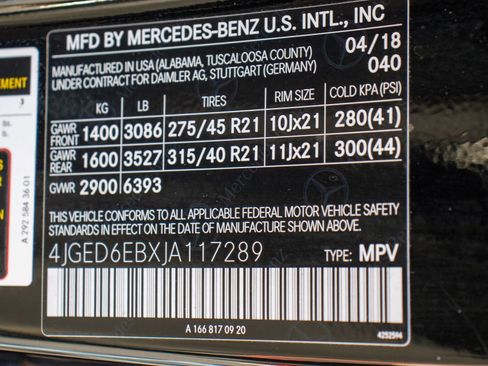 MFD BY MERCEDES-BENZ U.S. INTL., INC
MANUFACTURED IN USA (ALABAMA, TUSCALOOSA COUNTY) 04/18
UNDER CONTRACT FOR DAIMLER AG, STUTTGART (GERMANY) 040
KG LB TIRES RIM SIZE COLD KPA (PSI)
GAWR FRONT 1400 3086 275/45 R21 10Jx21 280(41)
GAWR REAR 1600 3527 315/40 R21 11Jx21 300(44)
GVWR 2900 6393
THIS VEHICLE CONFORMS TO ALL APPLICABLE FEDERAL MOTOR VEHICLE SAFETY
STANDARDS IN EFFECT ON THE DATE OF MANUFACTURE SHOWN ABOVE.
4JGED6EBXJA117289 TYPE: MPV
A 166 817 09 20
4252594
A 292 584 36 01